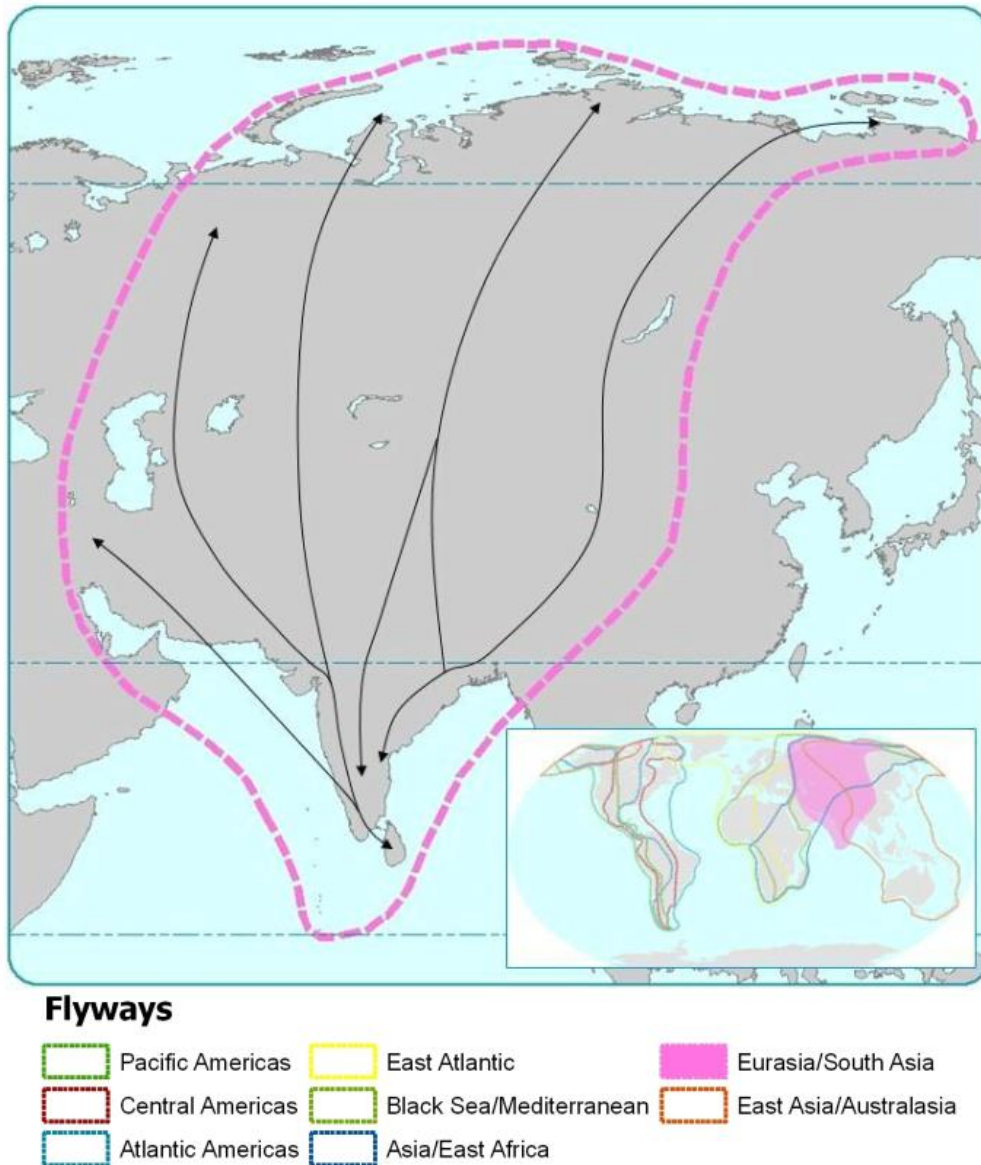 Flyways
Pacific Americas
East Atlantic
Eurasia/South Asia
Central Americas
Black Sea/Mediterranean
East Asia/Australasia
Atlantic Americas
Asia/East Africa